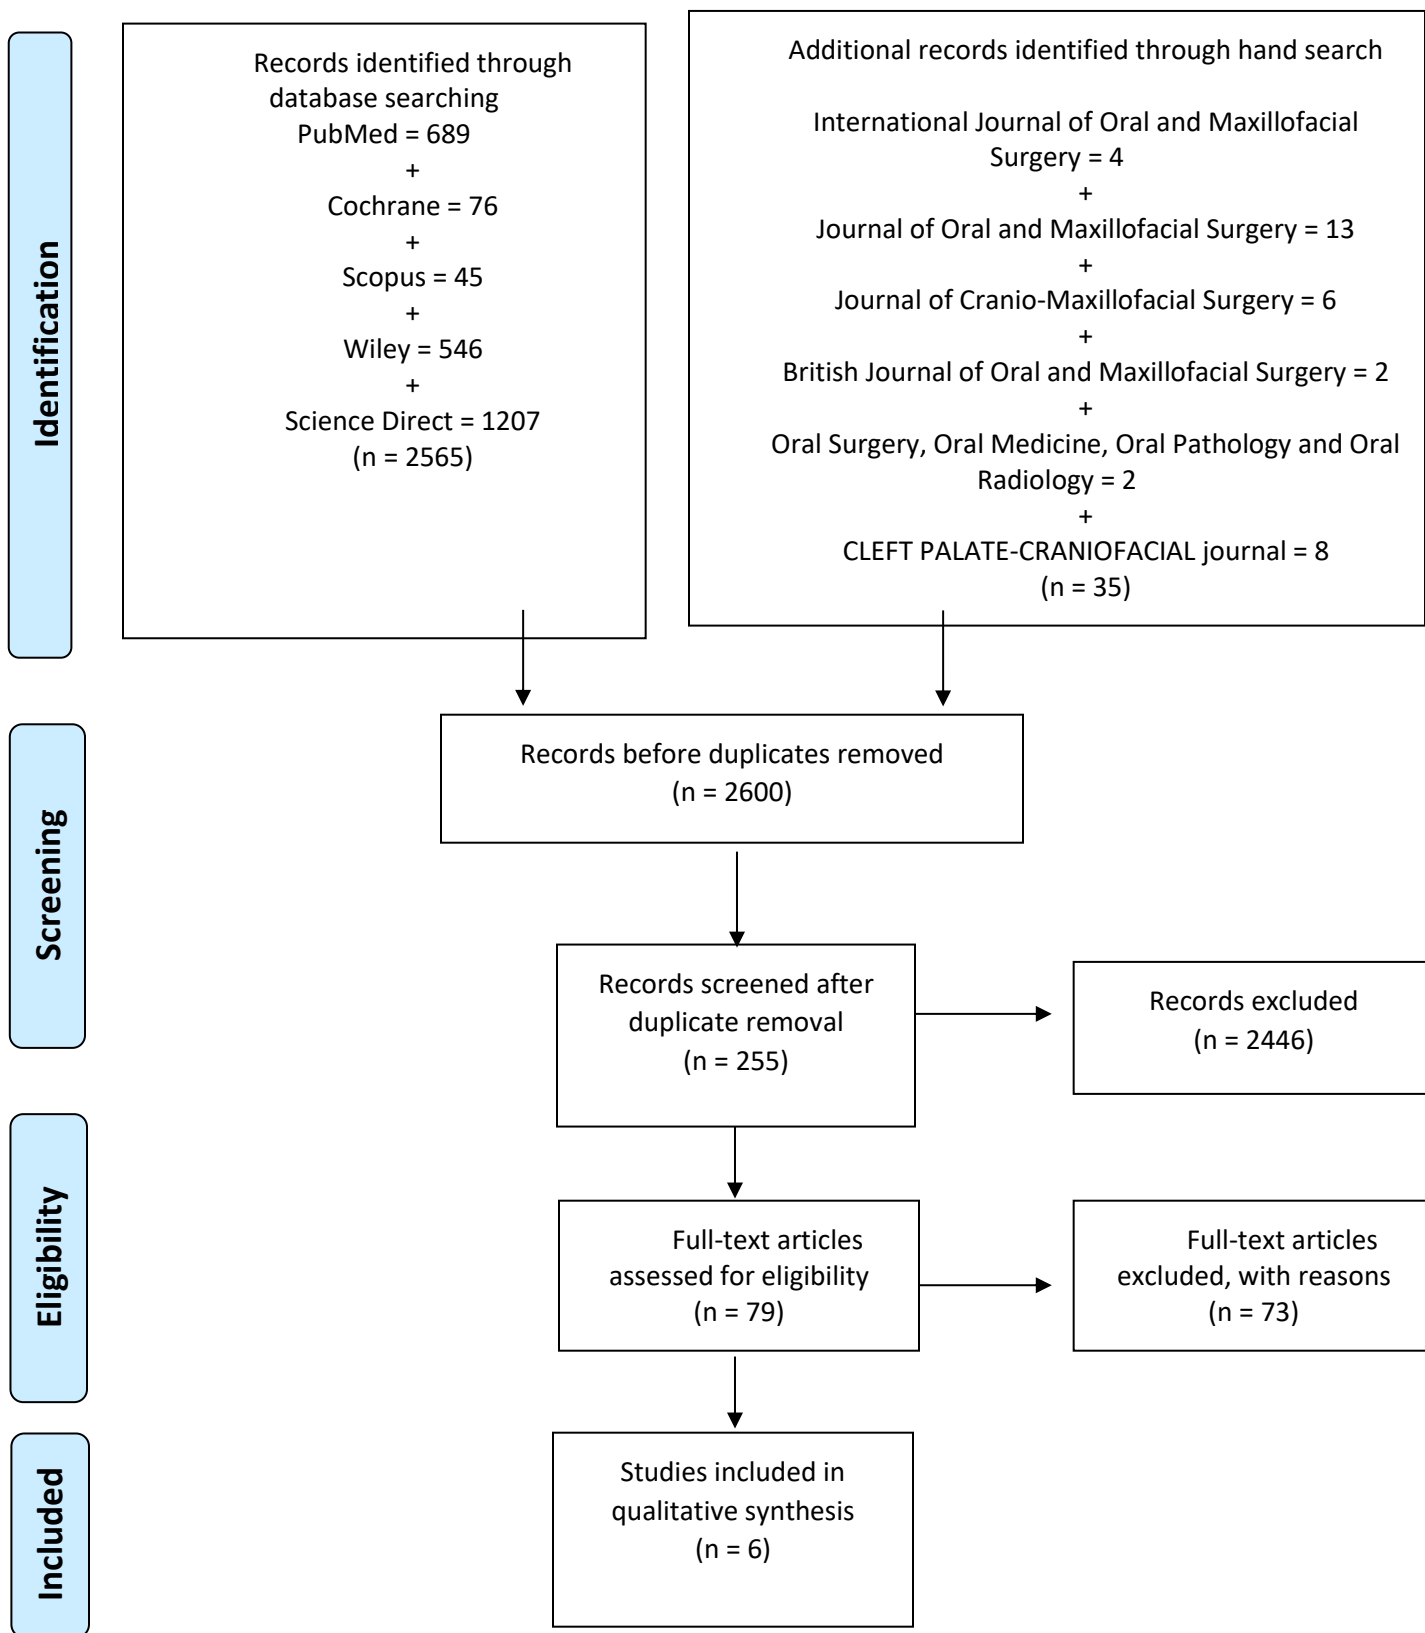 Identification
Records identified through
database searching
PubMed = 689
+
Cochrane = 76
+
Scopus = 45
+
Wiley = 546
+
Science Direct = 1207
(n = 2565)
Additional records identified through hand search
International Journal of Oral and Maxillofacial
Surgery = 4
+
Journal of Oral and Maxillofacial Surgery = 13
+
Journal of Cranio-Maxillofacial Surgery = 6
+
British Journal of Oral and Maxillofacial Surgery = 2
+
Oral Surgery, Oral Medicine, Oral Pathology and Oral
Radiology = 2
+
CLEFT PALATE-CRANIOFACIAL journal = 8
(n = 35)
Screening
Records before duplicates removed
(n = 2600)
Records screened after
duplicate removal
(n = 255)
Records excluded
(n = 2446)
Eligibility
Full-text articles
assessed for eligibility
(n = 79)
Full-text articles
excluded, with reasons
(n = 73)
Included
Studies included in
qualitative synthesis
(n = 6)